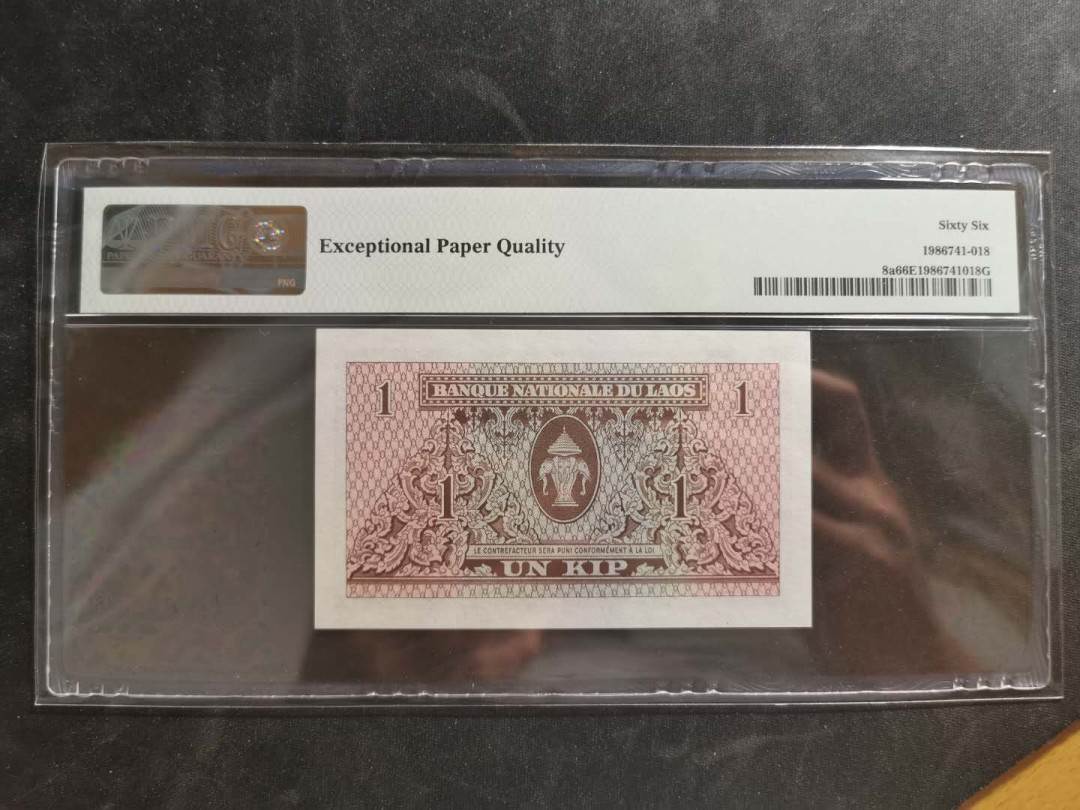 PNG
Exceptional Paper Quality
Sixty Six
1986741-018
8a66E1986741018G
1 BANQUE NATIONALE DU LAOS 1
1 1
LE CONTREFACTEUR SERA PUNI CONFORMÉMENT À LA LOI
UN KIP